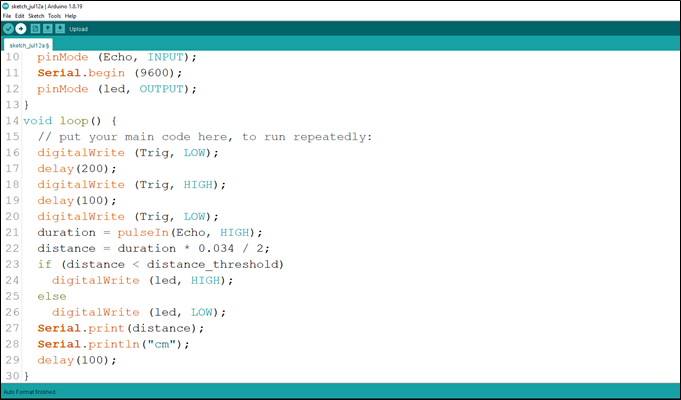 sketch_jul12a | Arduino 1.8.19
File Edit Sketch Tools Help
Upload
sketch_jul12a §
10 pinMode (Echo, INPUT);
11 Serial.begin (9600);
12 pinMode (led, OUTPUT);
13 }
14 void loop() {
15 // put your main code here, to run repeatedly:
16 digitalWrite (Trig, LOW);
17 delay(200);
18 digitalWrite (Trig, HIGH);
19 delay(100);
20 digitalWrite (Trig, LOW);
21 duration = pulseIn(Echo, HIGH);
22 distance = duration * 0.034 / 2;
23 if (distance < distance_threshold)
24 digitalWrite (led, HIGH);
25 else
26 digitalWrite (led, LOW);
27 Serial.print(distance);
28 Serial.println("cm");
29 delay(100);
30 }
Auto Format finished.